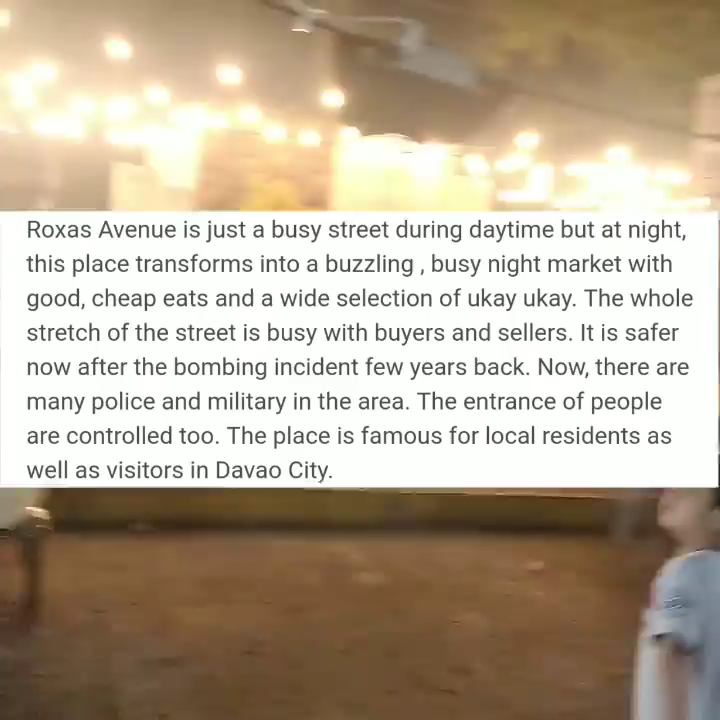 Roxas Avenue is just a busy street during daytime but at night,
this place transforms into a buzzling , busy night market with
good, cheap eats and a wide selection of ukay ukay. The whole
stretch of the street is busy with buyers and sellers. It is safer
now after the bombing incident few years back. Now, there are
many police and military in the area. The entrance of people
are controlled too. The place is famous for local residents as
well as visitors in Davao City.